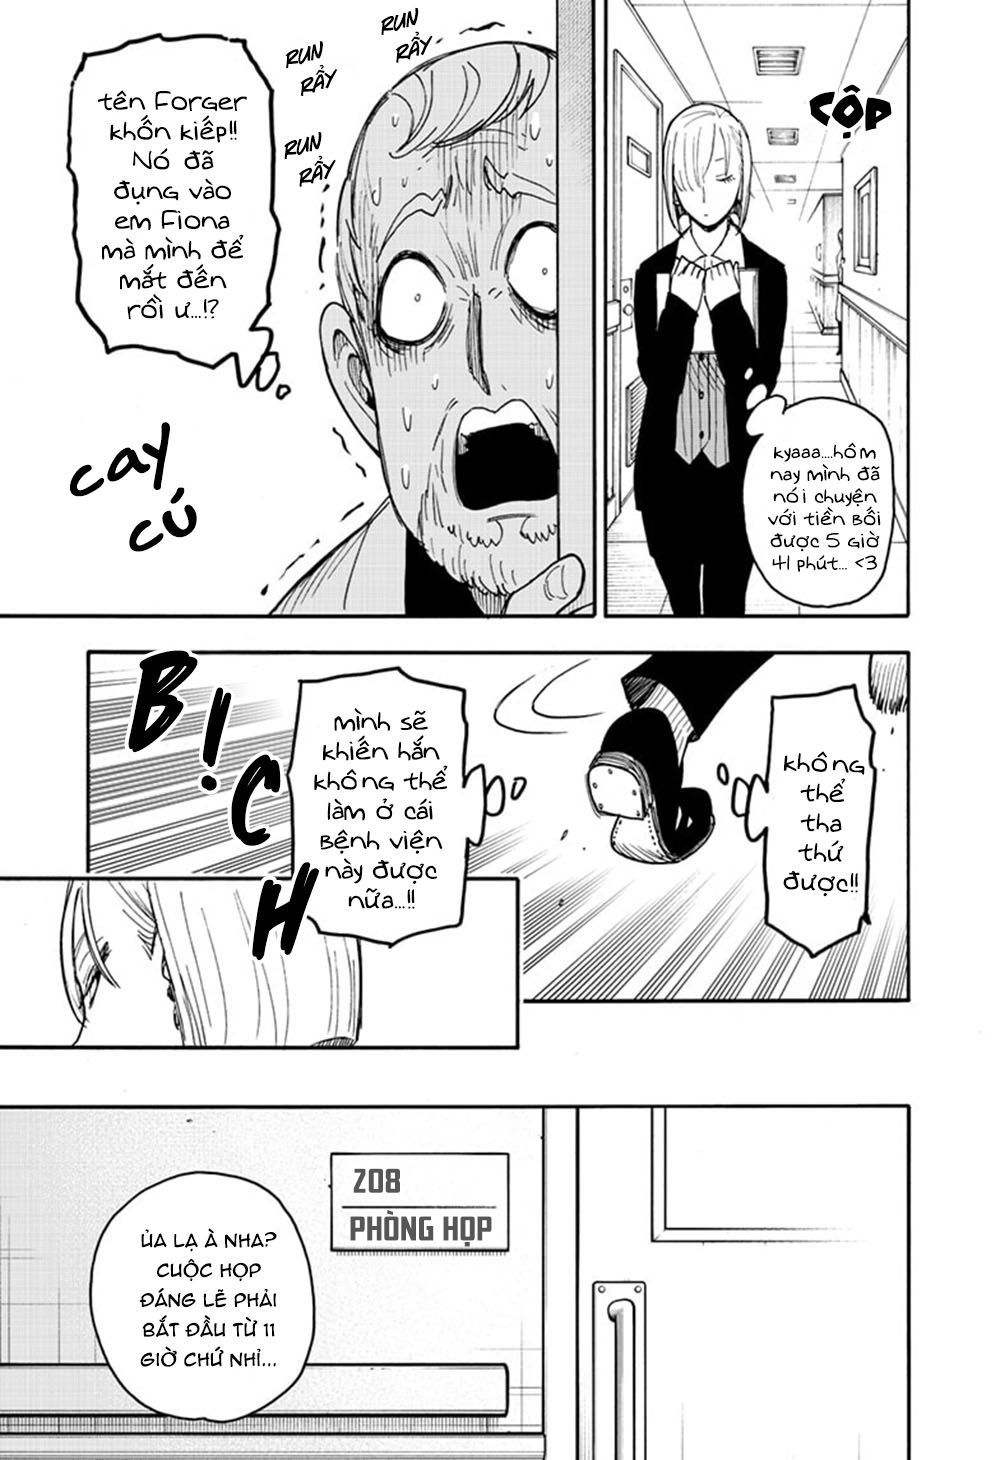 CỘP
kyaaa....hôm
nay mình đã
nói chuyện
với tiền bối
được 5 giờ
41 phút... <3
RUN
RẨY
RUN
RẨY
RUN
RẨY
tên Forger
khốn kiếp!!
Nó đã
đụng vào
em Fiona
mà mình để
mắt đến
rồi ư...!?
cay
cú
không
thể
tha
thứ
được!!
mình sẽ
khiến hắn
không thể
làm ở cái
bệnh viện
này được
nữa...!!
BỊCH
208
PHÒNG HỌP
ỦA LẠ À NHA?
CUỘC HỌP
ĐÁNG LẼ PHẢI
BẮT ĐẦU TỪ 11
GIỜ CHỨ NHỈ...